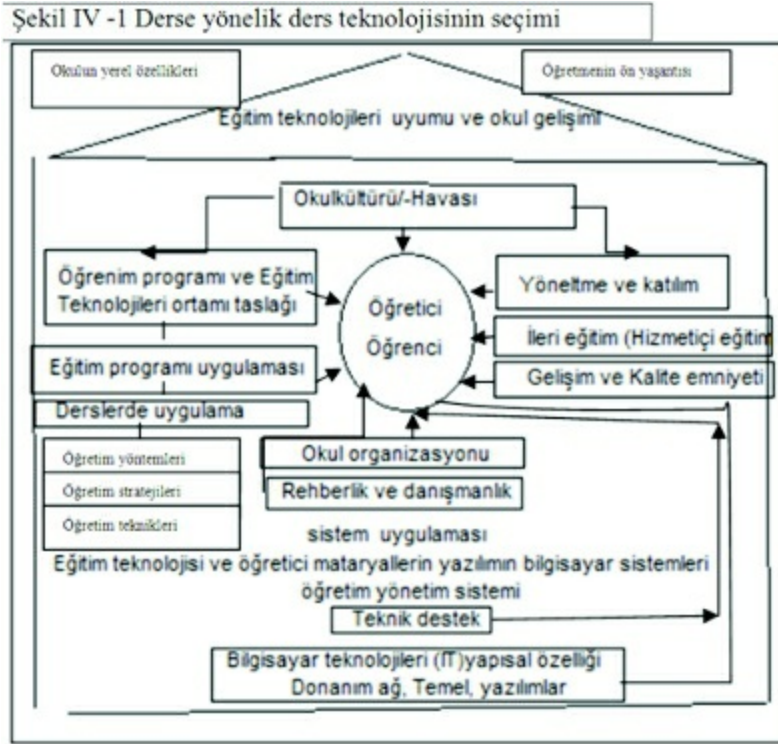 Şekil IV -1 Derse yönelik ders teknolojisinin seçimi
Okulun yerel özellikleri
Öğretmenin ön yaşantısı
Eğitim teknolojileri uyumu ve okul gelişimi
Okulkültürü/-Havası
Öğrenim programı ve Eğitim
Teknolojileri ortamı taslağı
Öğretici
Öğrenci
Yöneltme ve katılım
İleri eğitim (Hizmetiçi eğitim
Eğitim programı uygulaması
Gelişim ve Kalite emniyeti
Derslerde uygulama
Öğretim yöntemleri
Öğretim stratejileri
Öğretim teknikleri
Okul organizasyonu
Rehberlik ve danışmanlık
sistem uygulaması
Eğitim teknolojisi ve öğretici mataryallerin yazılımın bilgisayar sistemleri
öğretim yönetim sistemi
Teknik destek
Bilgisayar teknolojileri (IT)yapısal özelliği
Donanım ağ, Temel, yazılımlar